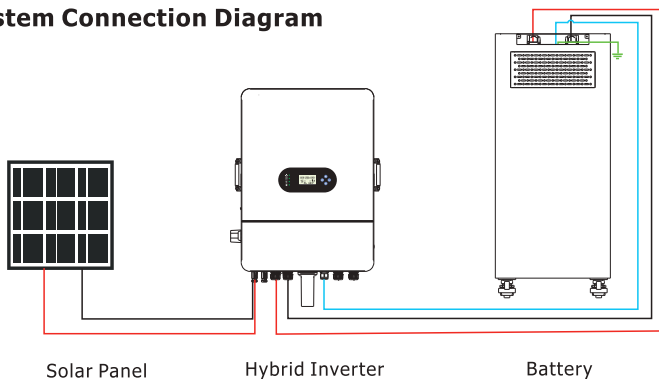 stem Connection Diagram
Solar Panel
Hybrid Inverter
Battery